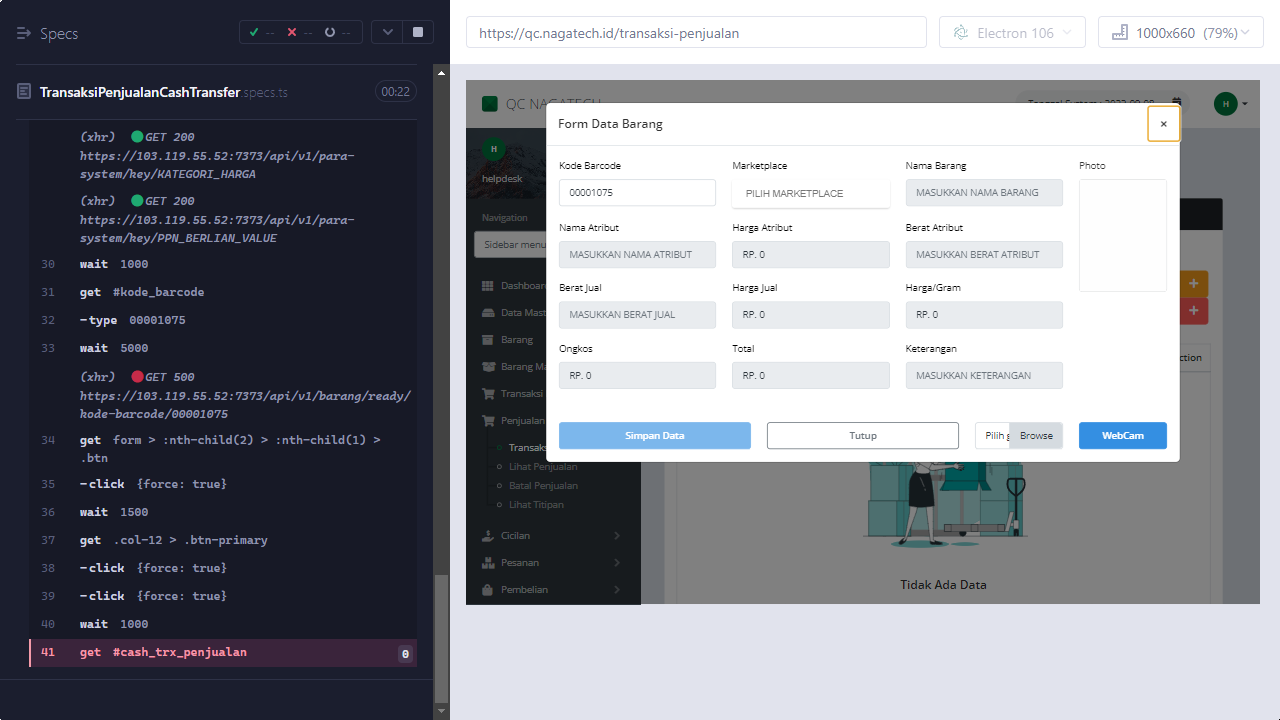 Specs
--
--
--
TransaksiPenjualanCashTransfer.specs.ts
00:22
(xhr) GET 200
https://103.119.55.52:7373/api/v1/para-
system/key/KATEGORI_HARGA
(xhr) GET 200
https://103.119.55.52:7373/api/v1/para-
system/key/PPN_BERLIAN_VALUE
30 wait 1000
31 get #kode_barcode
32 -type 00001075
33 wait 5000
(xhr) GET 500
https://103.119.55.52:7373/api/v1/barang/ready/
kode-barcode/00001075
34 get form > :nth-child(2) > :nth-child(1) >
.btn
35 -click {force: true}
36 wait 1500
37 get .col-12 > .btn-primary
38 -click {force: true}
39 -click {force: true}
40 wait 1000
41 get #cash_trx_penjualan 0
https://qc.nagatech.id/transaksi-penjualan
Electron 106
1000x660 (79%)
QC NAGATECH
H
H
helpdesk
Navigation
Sidebar menu
Dashboard
Data Mast
Barang
Barang Ma
Transaksi
Penjualan
Transaks
Lihat Penjualan
Batal Penjualan
Lihat Titipan
Cicilan
Pesanan
Pembelian
Form Data Barang
×
Kode Barcode
Marketplace
Nama Barang
Photo
00001075
PILIH MARKETPLACE
MASUKKAN NAMA BARANG
Nama Atribut
Harga Atribut
Berat Atribut
MASUKKAN NAMA ATRIBUT
RP. 0
MASUKKAN BERAT ATRIBUT
Berat Jual
Harga Jual
Harga/Gram
MASUKKAN BERAT JUAL
RP. 0
RP. 0
Ongkos
Total
Keterangan
RP. 0
RP. 0
MASUKKAN KETERANGAN
Simpan Data
Tutup
Pilih g
Browse
WebCam
+
+
ction
Tidak Ada Data